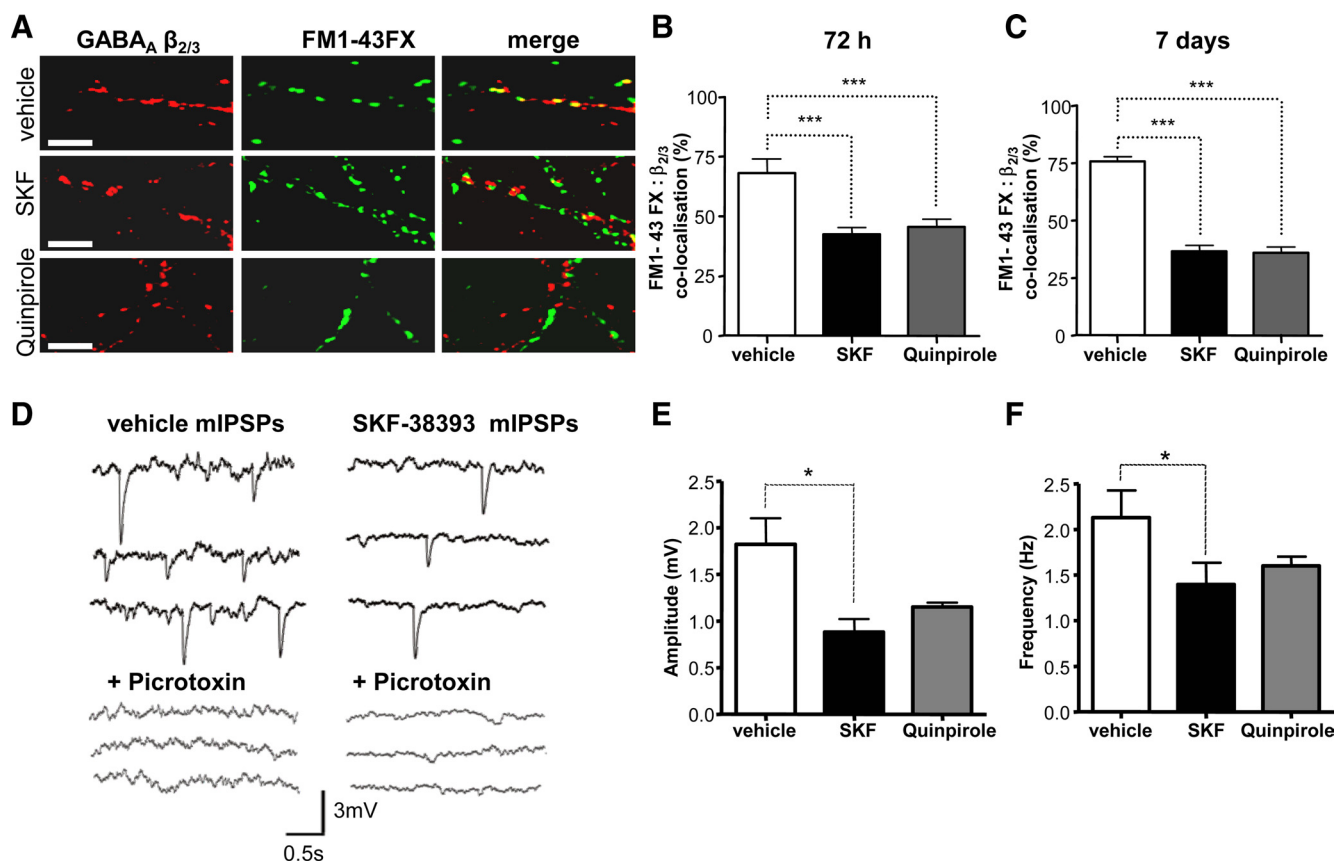 A
GABA_A β_2/3
FM1-43FX
merge
vehicle
SKF
Quinpirole
B
72 h
FM1- 43 FX : β_2/3
co-localisation (%)
100
75
50
25
0
***
***
vehicle
SKF
Quinpirole
C
7 days
FM1- 43 FX : β_2/3
co-localisation (%)
100
75
50
25
0
***
***
vehicle
SKF
Quinpirole
D
vehicle mIPSPs
SKF-38393 mIPSPs
+ Picrotoxin
+ Picrotoxin
3mV
0.5s
E
Amplitude (mV)
2.5
2.0
1.5
1.0
0.5
0.0
*
vehicle
SKF
Quinpirole
F
Frequency (Hz)
2.5
2.0
1.5
1.0
0.5
0.0
*
vehicle
SKF
Quinpirole